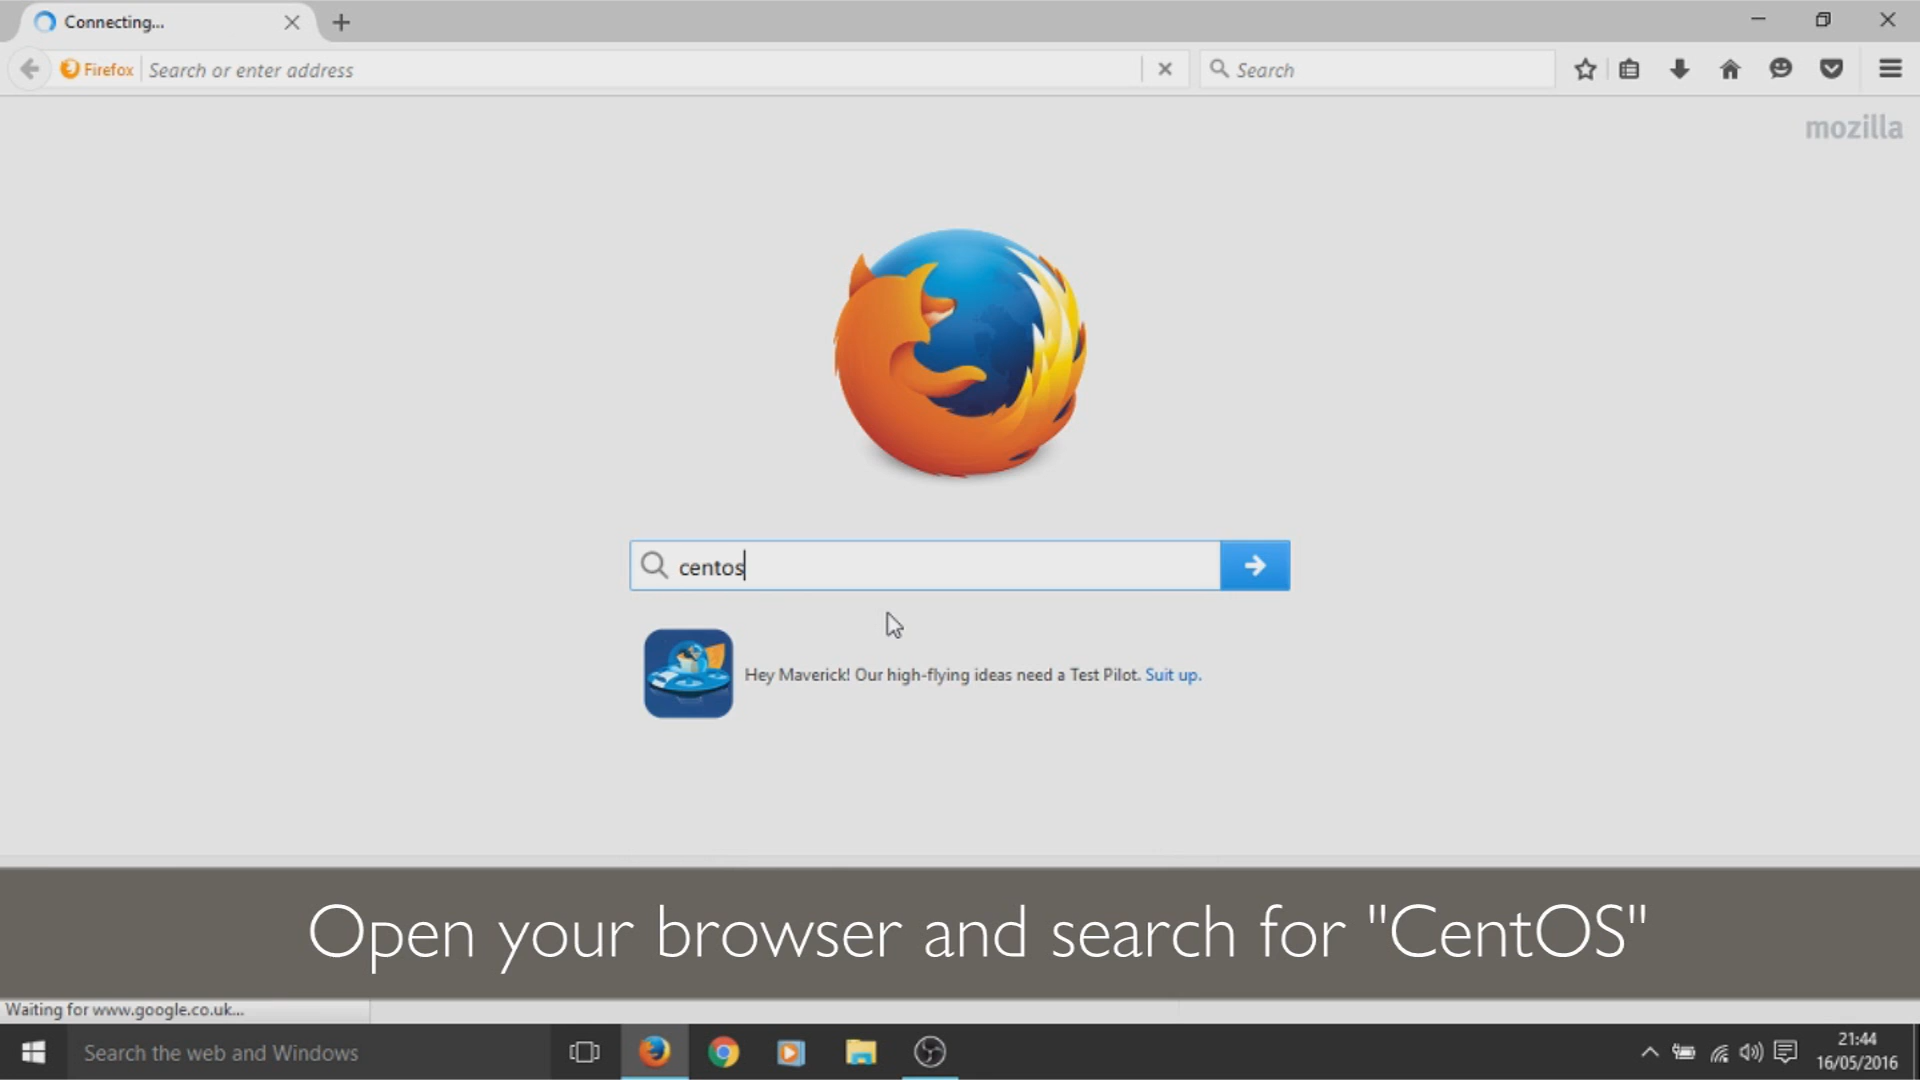 Connecting...
Firefox
Search or enter address
Search
mozilla
centos
Hey Maverick! Our high-flying ideas need a Test Pilot. Suit up.
Open your browser and search for "CentOS"
Waiting for www.google.co.uk...
Search the web and Windows
21:44
16/05/2016